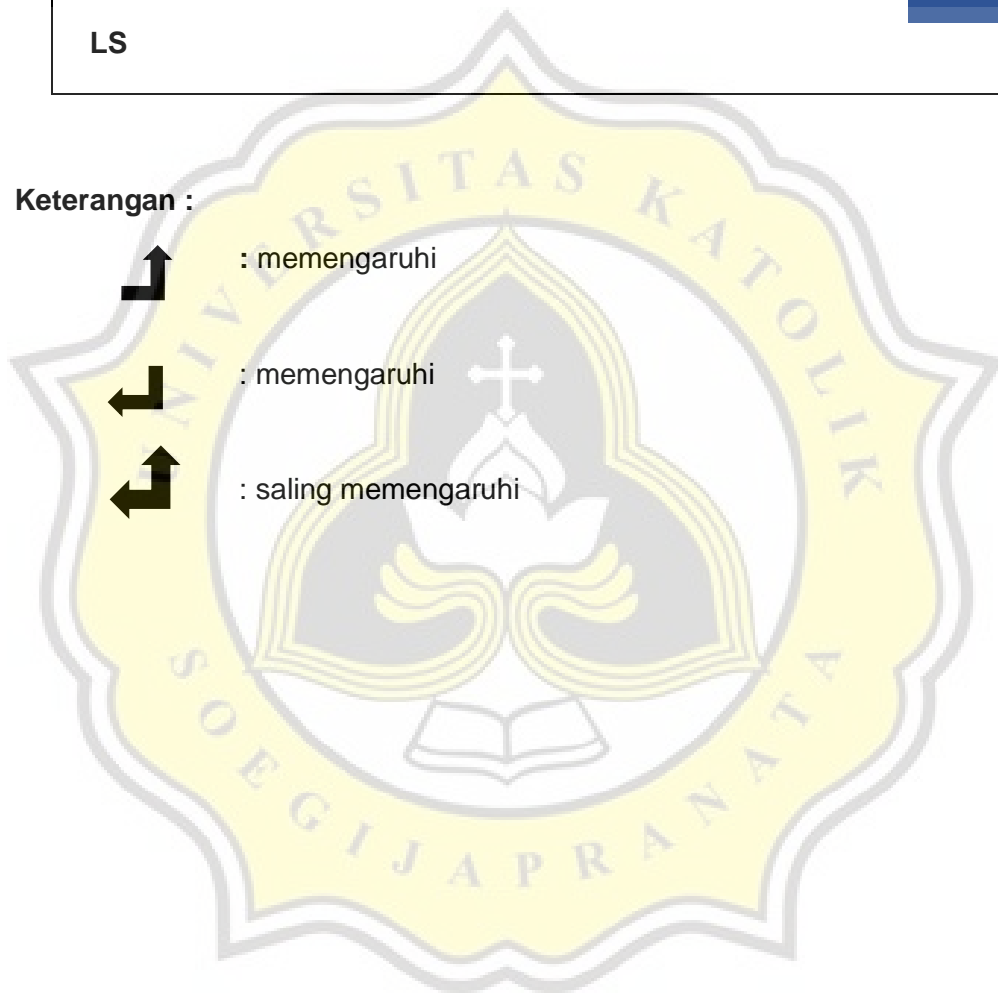 LS
Keterangan :
: memengaruhi
: memengaruhi
: saling memengaruhi
UNIVERSITAS KATOLIK
SOEGIJAPRANATA